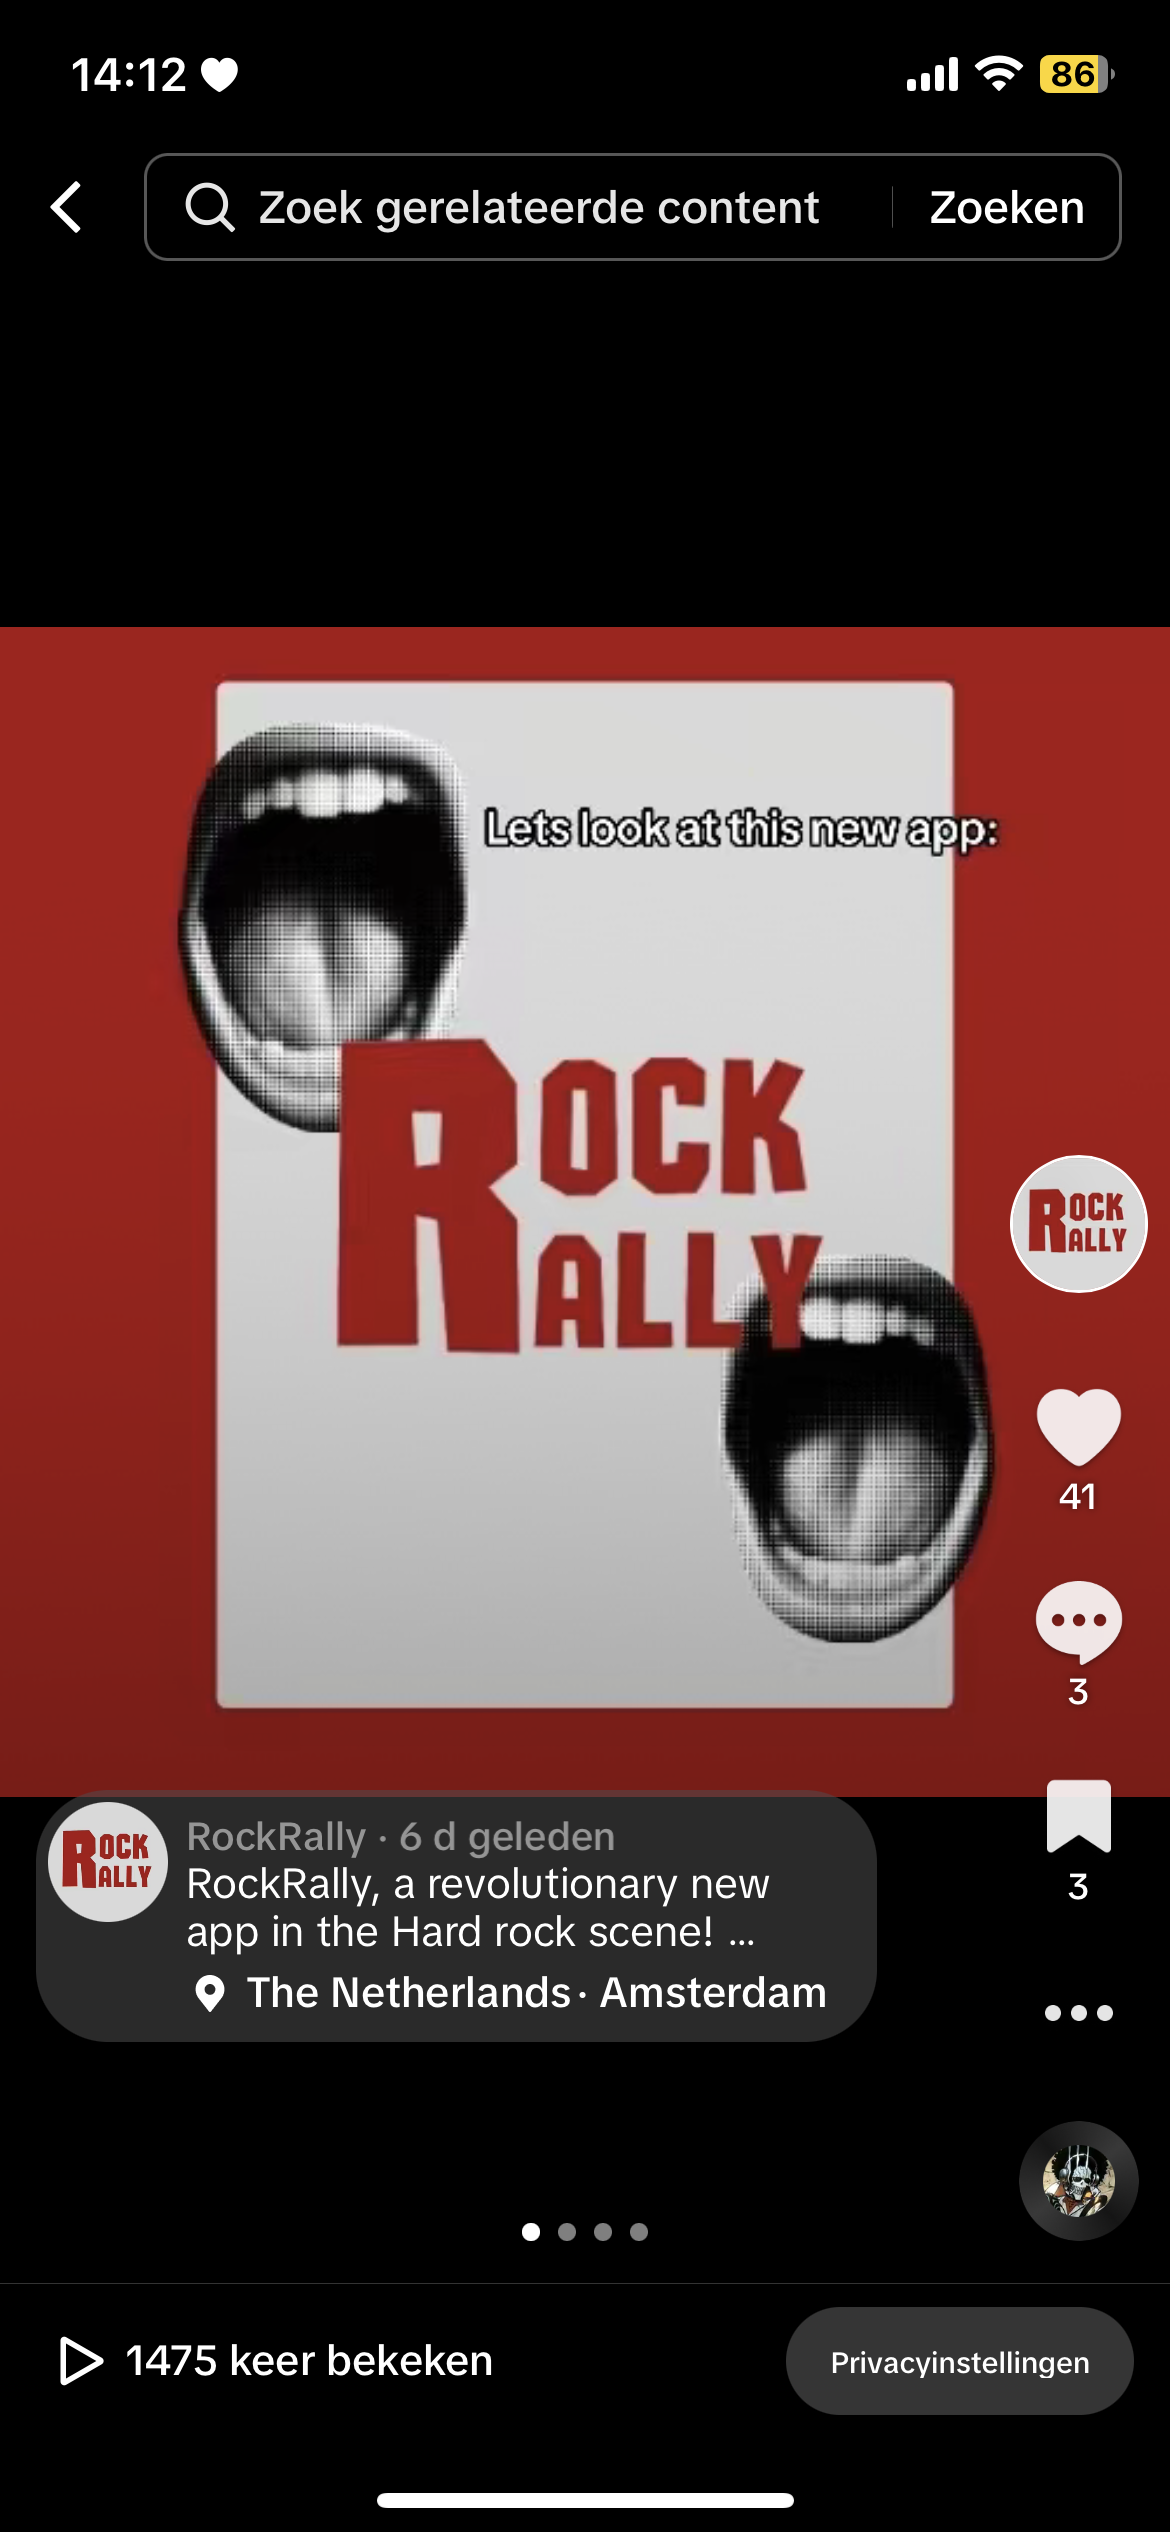 14:12
86
Zoek gerelateerde content
Zoeken
Lets look at this new app:
ROCK
RALLY
ROCK
RALLY
41
3
3
ROCK
RALLY
RockRally · 6 d geleden
RockRally, a revolutionary new
app in the Hard rock scene! ...
The Netherlands · Amsterdam
1475 keer bekeken
Privacyinstellingen